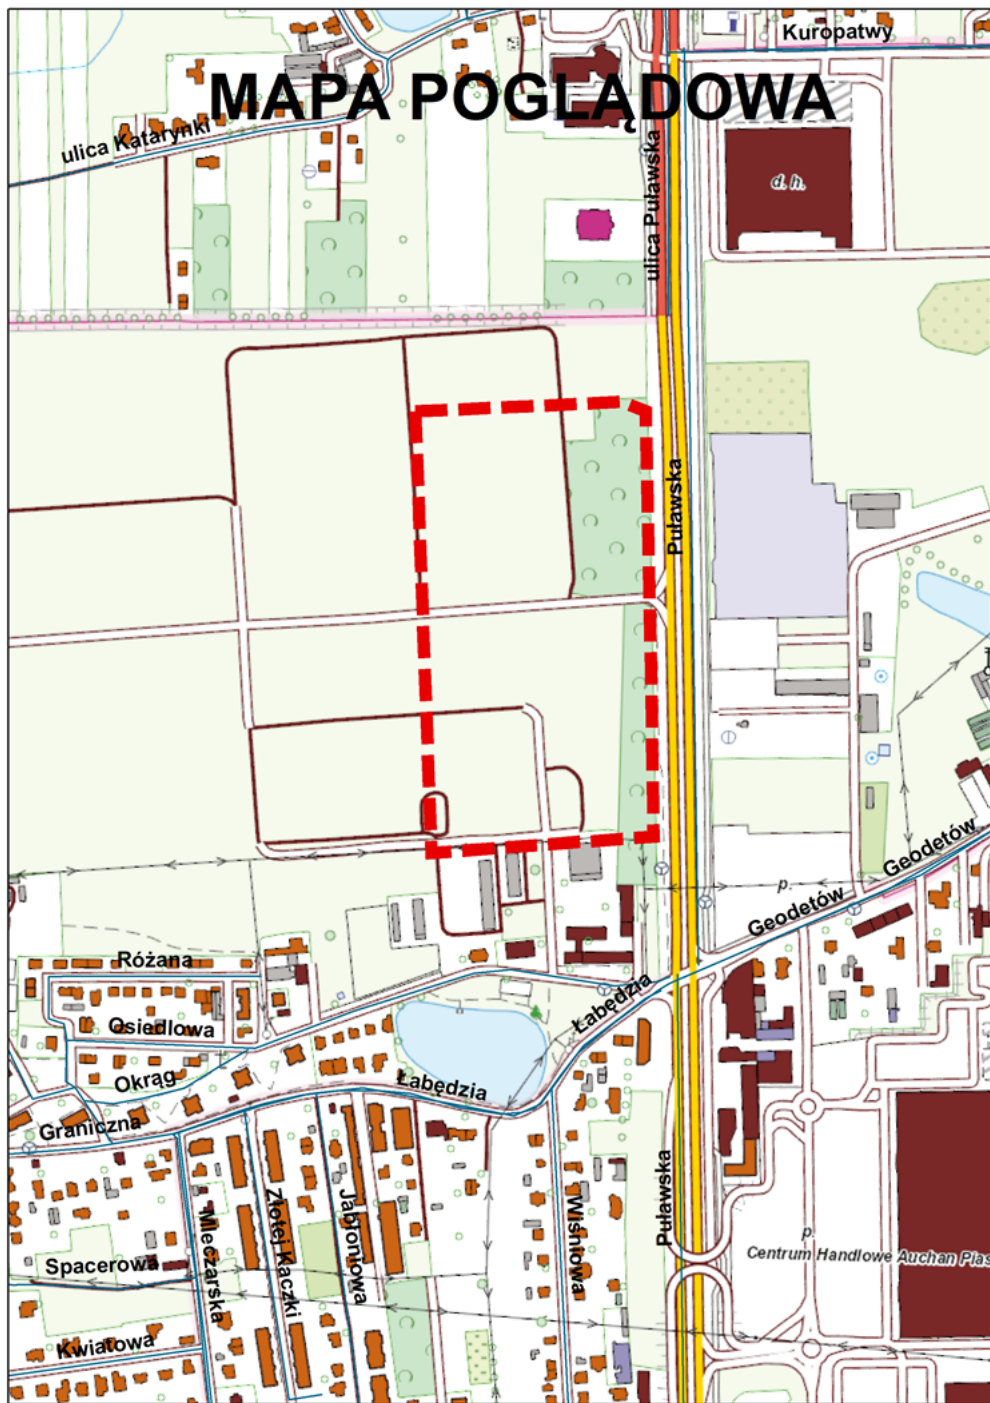 Kuropatwy
MAPA POGLĄDOWA
ulica Katarynki
ulica Puławska
d. h.
Puławska
Geodetów
p.
Geodetów
Różana
Łabędzia
Osiedlowa
Okrąg
Łabędzia
Graniczna
Puławska
Mleczarska
Złotej Kaczki
Jabłoniowa
Wiśniowa
p.
Centrum Handlowe Auchan Pias
Spacerowa
Kwiatowa